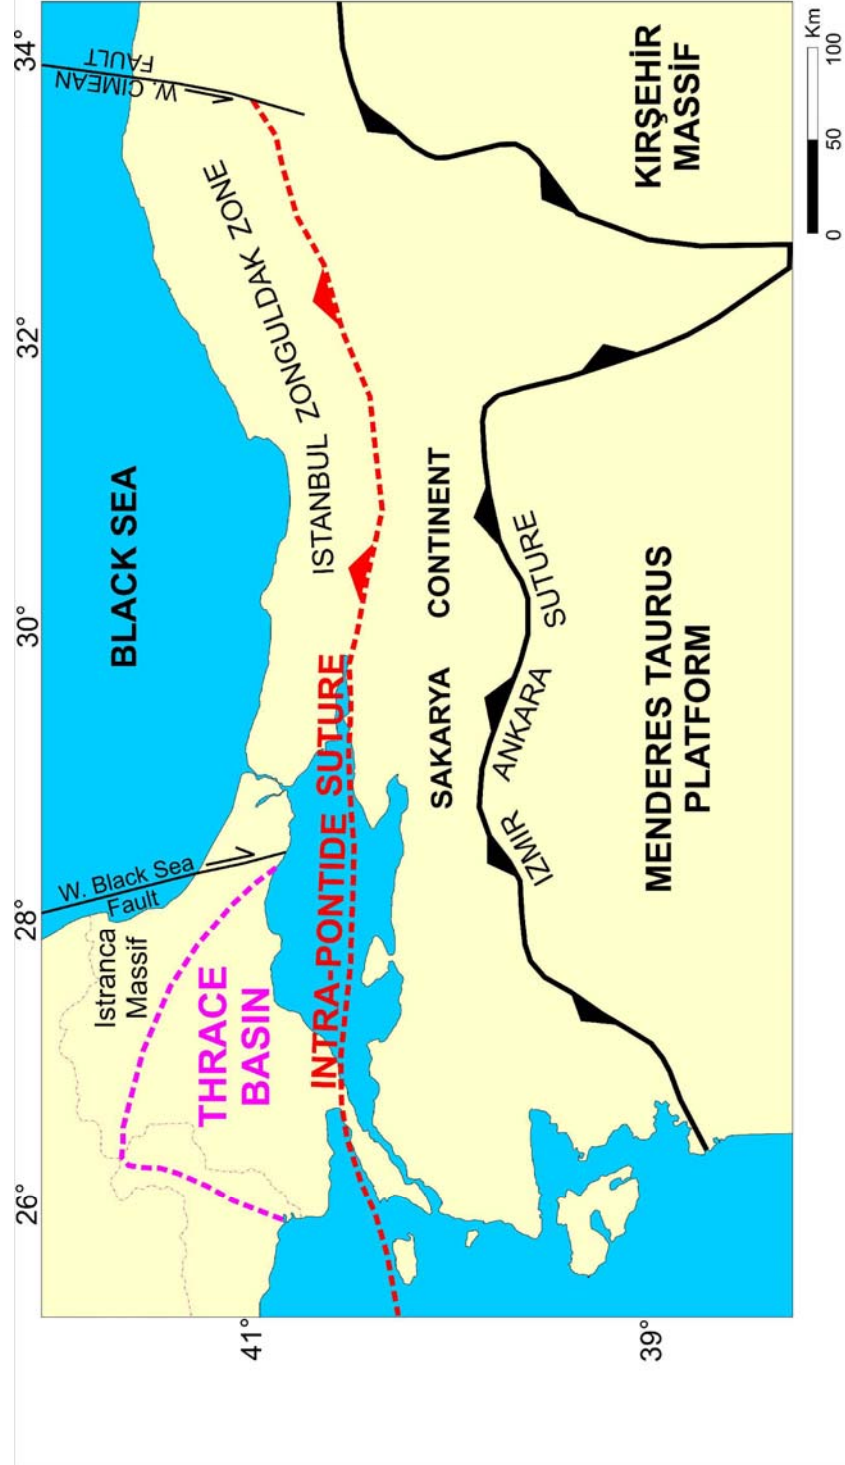 26°
28°
30°
32°
34°
41°
39°
BLACK SEA
W. CIMEAN
FAULT
W. Black Sea
Fault
Istranca
Massif
THRACE
BASIN
ISTANBUL ZONGULDAK ZONE
INTRA-PONTIDE SUTURE
SAKARYA CONTINENT
IZMIR ANKARA SUTURE
MENDERES TAURUS
PLATFORM
KIRŞEHİR
MASSİF
0 50 100
Km